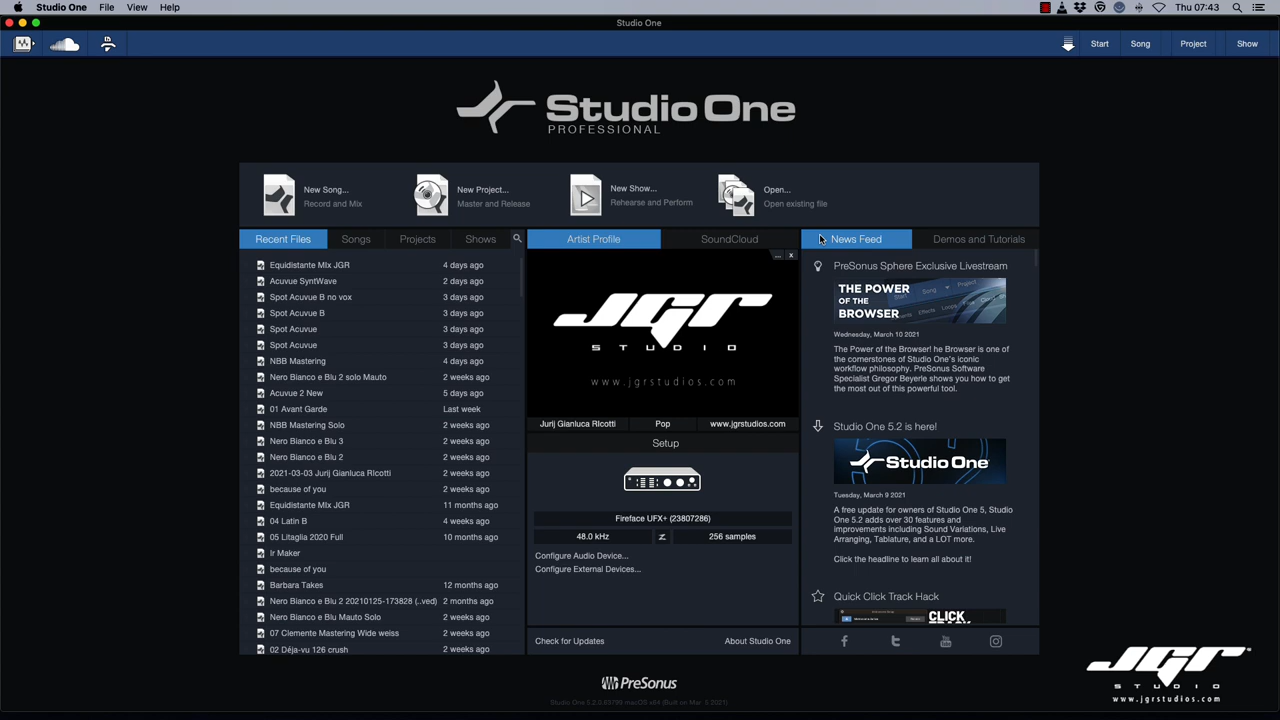 Studio One File View Help
Thu 07:43
Studio One
Start Song Project Show
Studio One
PROFESSIONAL
New Song...
Record and Mix
New Project...
Master and Release
New Show...
Rehearse and Perform
Open...
Open existing file
Recent Files Songs Projects Shows
Equidistante MIx JGR 4 days ago
Acuvue SyntWave 2 days ago
Spot Acuvue B no vox 3 days ago
Spot Acuvue B 3 days ago
Spot Acuvue 3 days ago
Spot Acuvue 3 days ago
NBB Mastering 4 days ago
Nero Bianco e Blu 2 solo Mauto 2 weeks ago
Acuvue 2 New 5 days ago
01 Avant Garde Last week
NBB Mastering Solo 2 weeks ago
Nero Bianco e Blu 3 2 weeks ago
Nero Bianco e Blu 2 2 weeks ago
2021-03-03 Jurij Gianluca RIcotti 2 weeks ago
because of you 2 weeks ago
Equidistante MIx JGR 11 months ago
04 Latin B 4 weeks ago
05 Litaglia 2020 Full 10 months ago
Ir Maker
because of you
Barbara Takes 12 months ago
Nero Bianco e Blu 2 20210125-173828 (..ved) 2 months ago
Nero Bianco e Blu Mauto Solo 2 weeks ago
07 Clemente Mastering Wide weiss 3 weeks ago
02 Déja-vu 126 crush 2 weeks ago
Artist Profile SoundCloud
... x
JGR
STUDIO
www.jgrstudios.com
Jurij Gianluca RIcotti Pop www.jgrstudios.com
Setup
Fireface UFX+ (23807286)
48.0 kHz 256 samples
Configure Audio Device...
Configure External Devices...
Check for Updates About Studio One
News Feed Demos and Tutorials
PreSonus Sphere Exclusive Livestream
THE POWER
OF THE
BROWSER
Wednesday, March 10 2021
The Power of the Browser! he Browser is one of
the cornerstones of Studio One's iconic
workflow philosophy. PreSonus Software
Specialist Gregor Beyerle shows you how to get
the most out of this powerful tool.
Studio One 5.2 is here!
Studio One
Tuesday, March 9 2021
A free update for owners of Studio One 5, Studio
One 5.2 adds over 30 features and
improvements including Sound Variations, Live
Arranging, Tablature, and a LOT more.
Click the headline to learn all about it!
Quick Click Track Hack
CLICK
PreSonus
JGR
STUDIO
www.jgrstudios.com